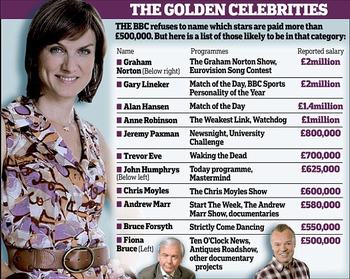 THE GOLDEN CELEBRITIES
THE BBC refuses to name which stars are paid more than
£500,000. But here is a list of those likely to be in that category:
Name Programmes Reported salary
Graham The Graham Norton Show, £2million
Norton (Below right) Eurovision Song Contest
Gary Lineker Match of the Day, BBC Sports £2million
Personality of the Year
Alan Hansen Match of the Day £1.4million
Anne Robinson The Weakest Link, Watchdog £1million
Jeremy Paxman Newsnight, University £800,000
Challenge
Trevor Eve Waking the Dead £700,000
John Humphrys Today programme, £625,000
(Below left) Mastermind
Chris Moyles The Chris Moyles Show £600,000
Andrew Marr Start The Week, The Andrew £580,000
Marr Show, documentaries
Bruce Forsyth Strictly Come Dancing £550,000
Fiona Ten O'Clock News, £500,000
Bruce (Left) Antiques Roadshow,
other documentary
projects